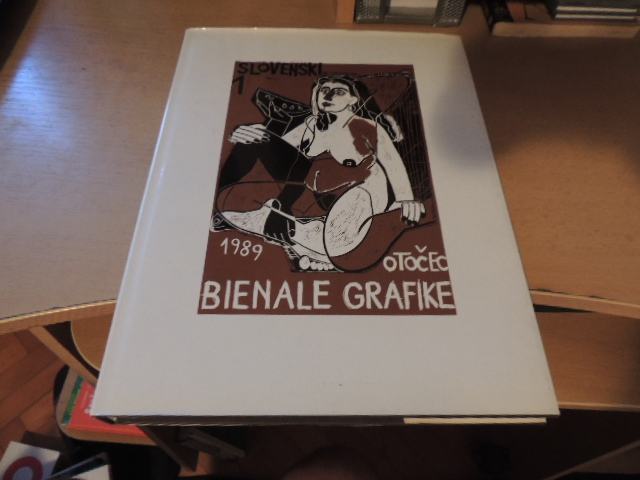 SLOVENSKI
1
1989
OTOČEC
BIENALE GRAFIKE